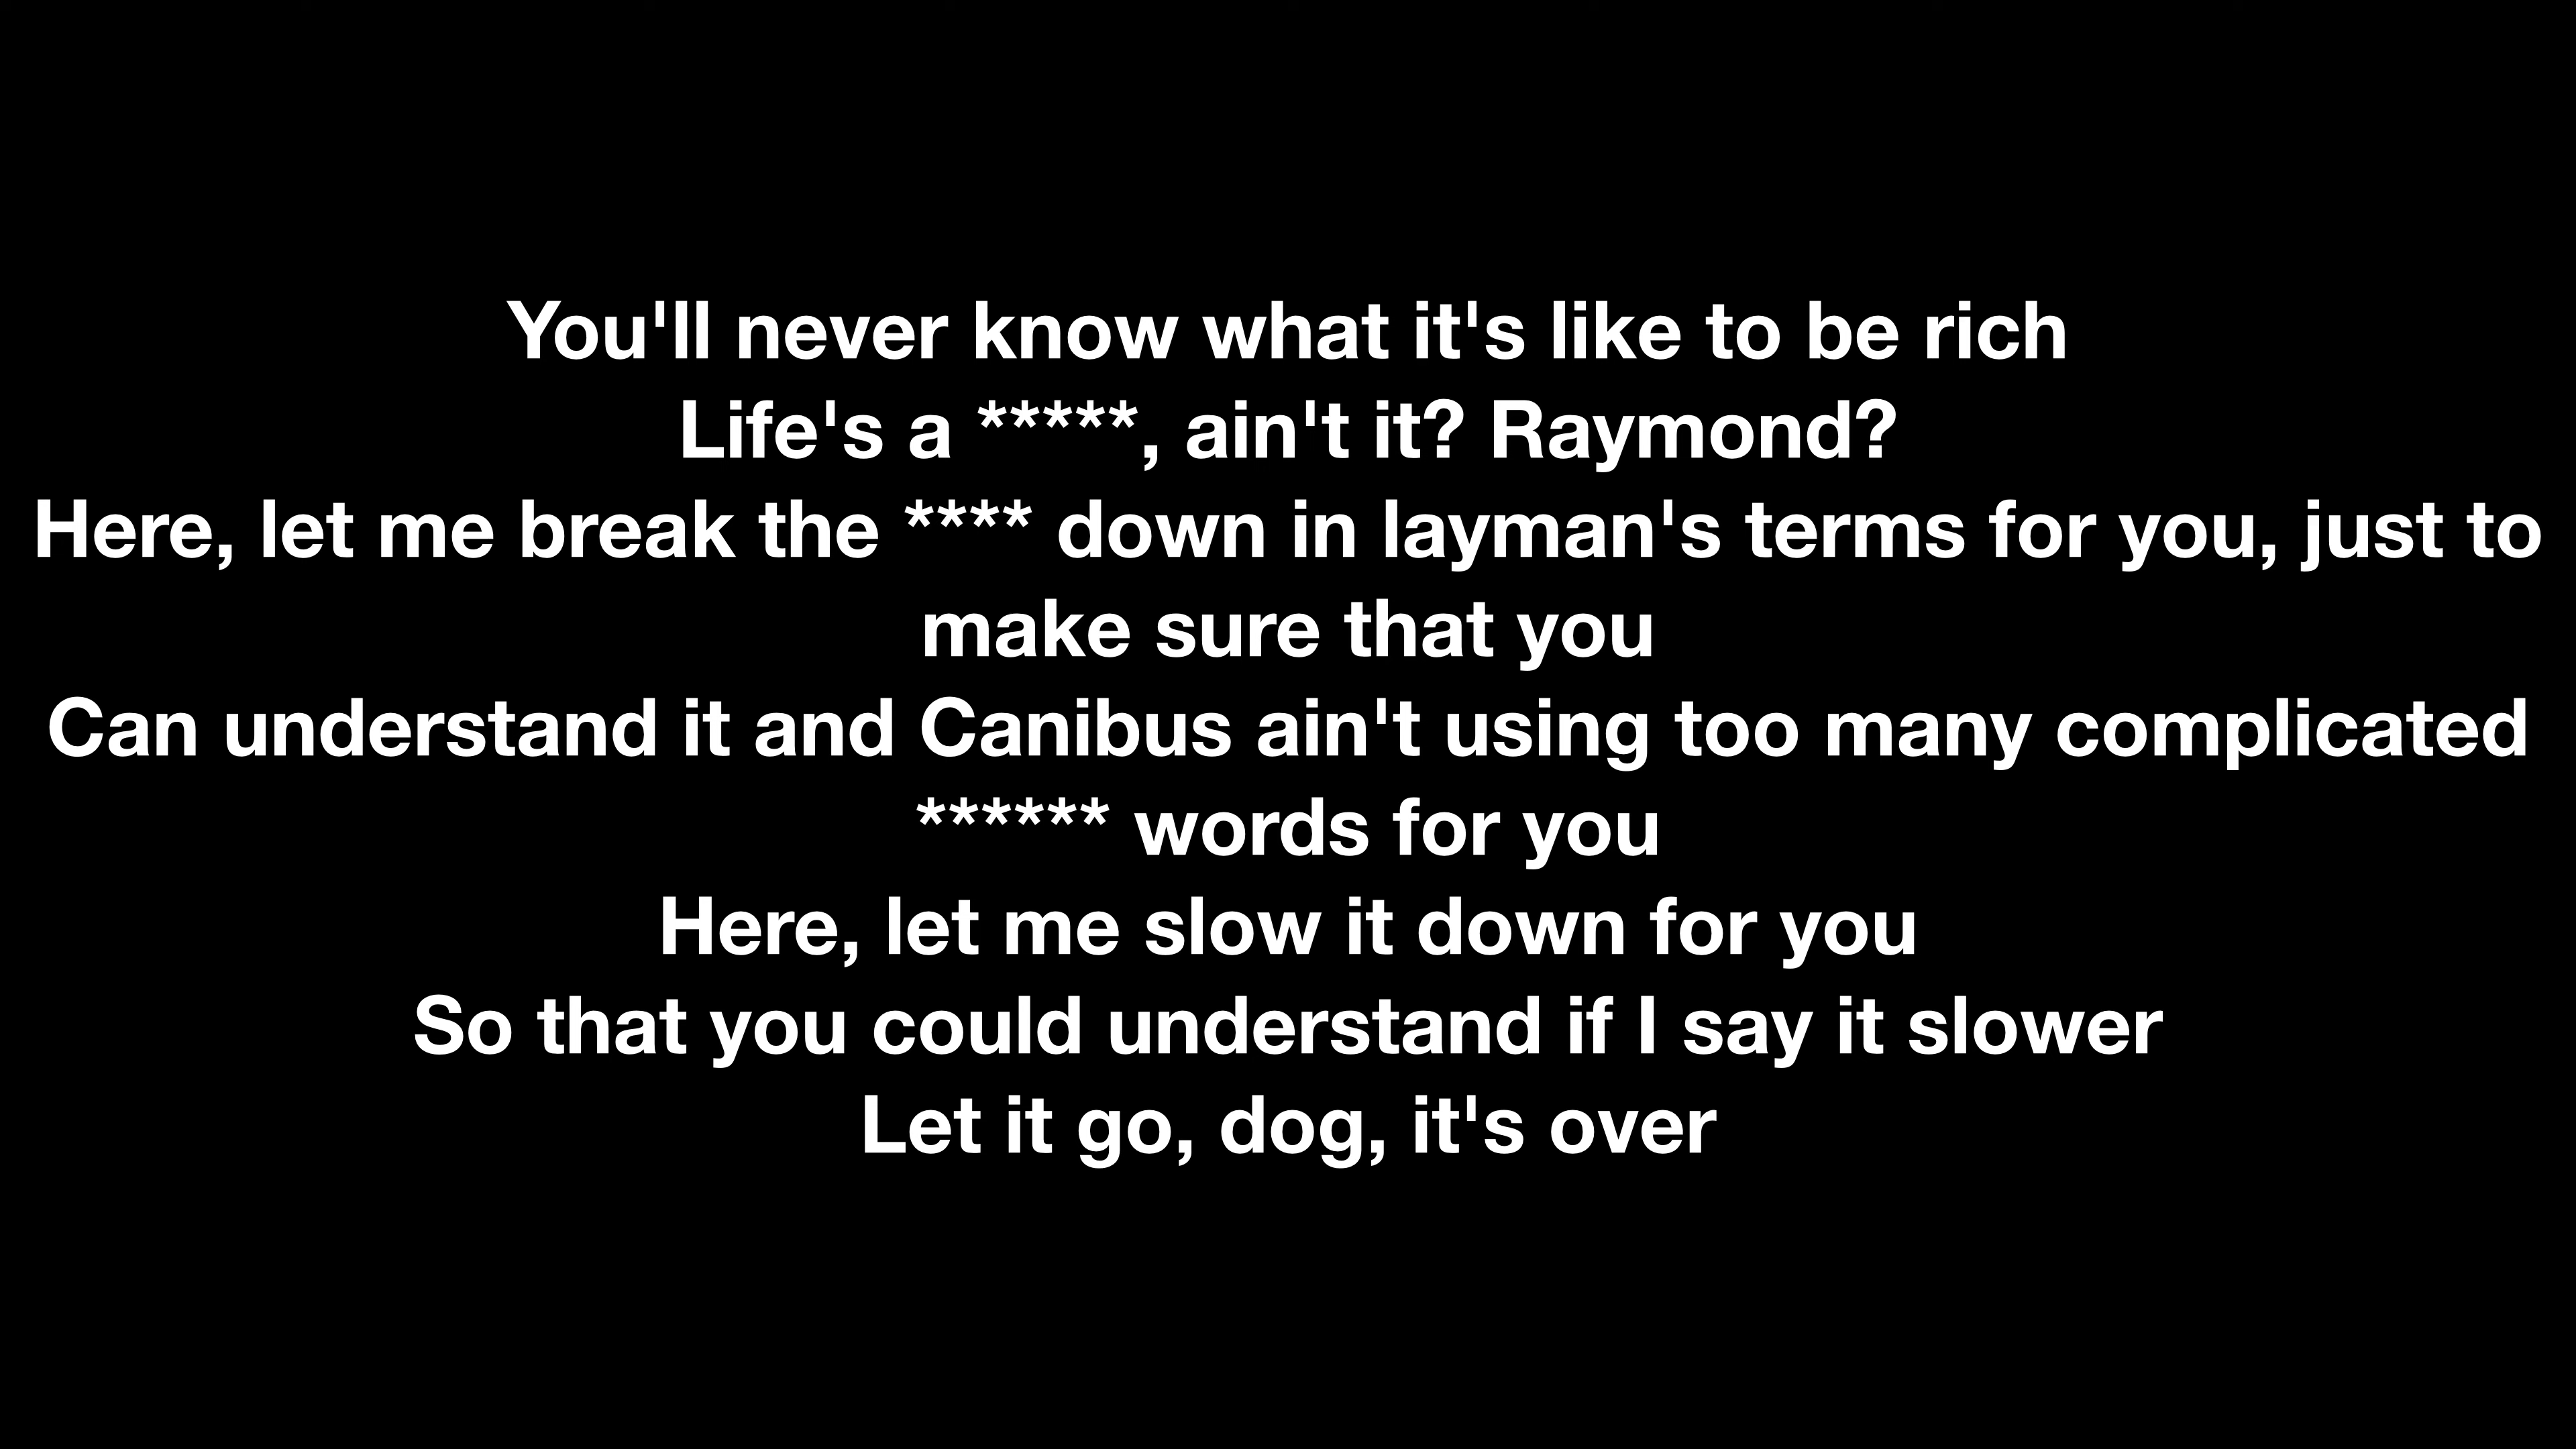 You'll never know what it's like to be rich
Life's a *****, ain't it? Raymond?
Here, let me break the **** down in layman's terms for you, just to
make sure that you
Can understand it and Canibus ain't using too many complicated
****** words for you
Here, let me slow it down for you
So that you could understand if I say it slower
Let it go, dog, it's over